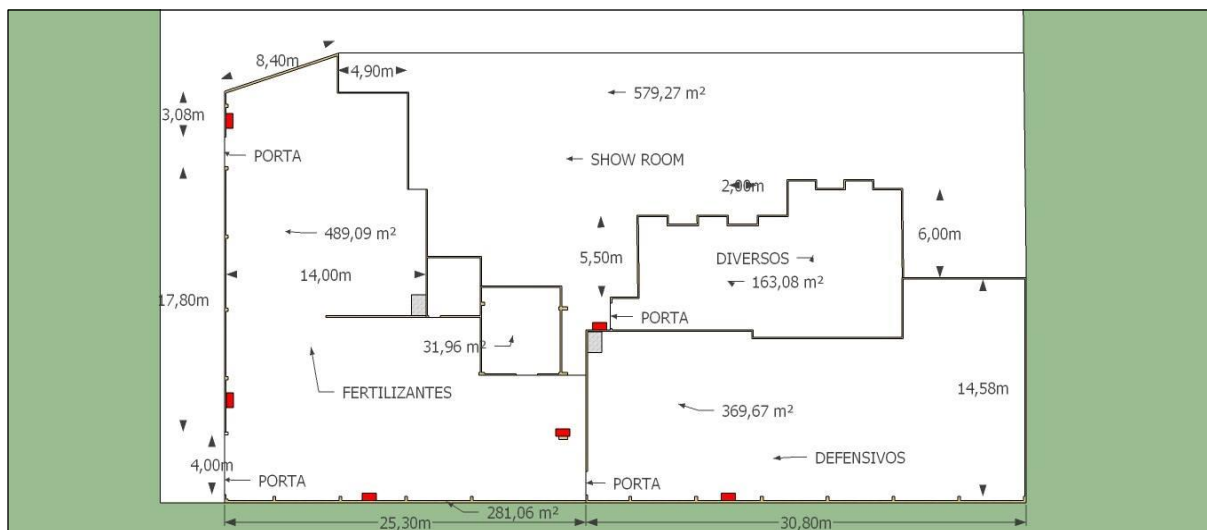 8,40m
4,90m
579,27 m²
3,08m
PORTA
SHOW ROOM
2,00m
489,09 m²
6,00m
5,50m
DIVERSOS
14,00m
163,08 m²
17,80m
PORTA
31,96 m²
FERTILIZANTES
14,58m
369,67 m²
DEFENSIVOS
4,00m
PORTA
PORTA
281,06 m²
25,30m
30,80m